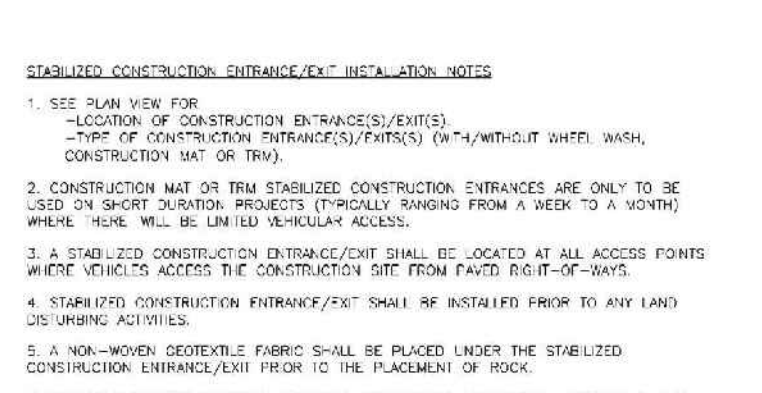 STABILIZED CONSTRUCTION ENTRANCE/EXIT INSTALLATION NOTES
1. SEE PLAN VIEW FOR
-LOCATION OF CONSTRUCTION ENTRANCE(S)/EXIT(S).
-TYPE OF CONSTRUCTION ENTRANCE(S)/EXITS(S) (WITH/WITHOUT WHEEL WASH,
CONSTRUCTION MAT OR TRM).
2. CONSTRUCTION MAT OR TRM STABILIZED CONSTRUCTION ENTRANCES ARE ONLY TO BE
USED ON SHORT DURATION PROJECTS (TYPICALLY RANGING FROM A WEEK TO A MONTH)
WHERE THERE WILL BE LIMITED VEHICULAR ACCESS.
3. A STABILIZED CONSTRUCTION ENTRANCE/EXIT SHALL BE LOCATED AT ALL ACCESS POINTS
WHERE VEHICLES ACCESS THE CONSTRUCTION SITE FROM PAVED RIGHT-OF-WAYS.
4. STABILIZED CONSTRUCTION ENTRANCE/EXIT SHALL BE INSTALLED PRIOR TO ANY LAND
DISTURBING ACTIVITIES.
5. A NON-WOVEN GEOTEXTILE FABRIC SHALL BE PLACED UNDER THE STABILIZED
CONSTRUCTION ENTRANCE/EXIT PRIOR TO THE PLACEMENT OF ROCK.